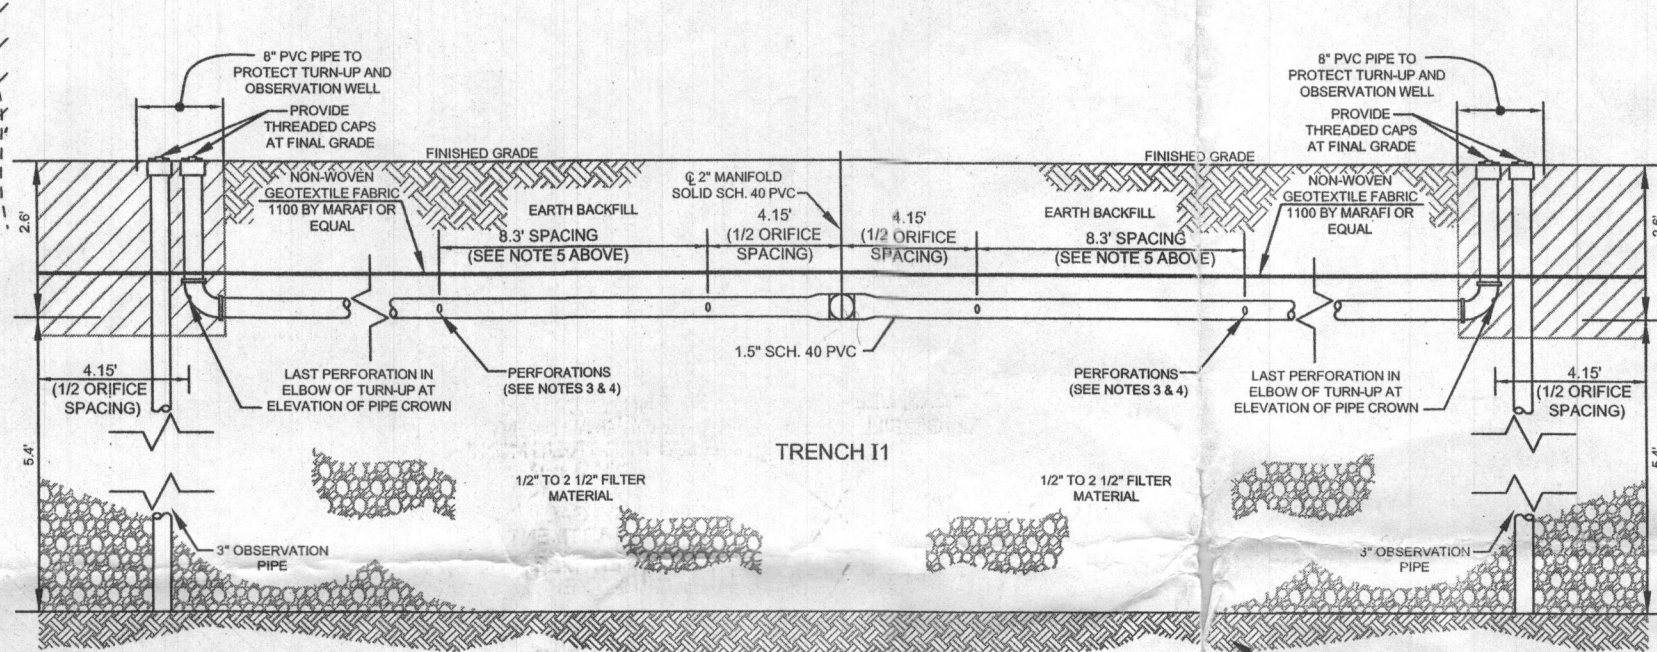 8" PVC PIPE TO
PROTECT TURN-UP AND
OBSERVATION WELL
PROVIDE
THREADED CAPS
AT FINAL GRADE
FINISHED GRADE
NON-WOVEN
GEOTEXTILE FABRIC
1100 BY MARAFI OR
EQUAL
EARTH BACKFILL
℄ 2" MANIFOLD
SOLID SCH. 40 PVC
4.15'
(1/2 ORIFICE
SPACING)
8.3' SPACING
(SEE NOTE 5 ABOVE)
2.6'
5.4'
4.15'
(1/2 ORIFICE
SPACING)
LAST PERFORATION IN
ELBOW OF TURN-UP AT
ELEVATION OF PIPE CROWN
PERFORATIONS
(SEE NOTES 3 & 4)
1.5" SCH. 40 PVC
TRENCH I1
1/2" TO 2 1/2" FILTER
MATERIAL
3" OBSERVATION
PIPE
8" PVC PIPE TO
PROTECT TURN-UP AND
OBSERVATION WELL
PROVIDE
THREADED CAPS
AT FINAL GRADE
FINISHED GRADE
NON-WOVEN
GEOTEXTILE FABRIC
1100 BY MARAFI OR
EQUAL
EARTH BACKFILL
4.15'
(1/2 ORIFICE
SPACING)
8.3' SPACING
(SEE NOTE 5 ABOVE)
PERFORATIONS
(SEE NOTES 3 & 4)
LAST PERFORATION IN
ELBOW OF TURN-UP AT
ELEVATION OF PIPE CROWN
4.15'
(1/2 ORIFICE
SPACING)
1/2" TO 2 1/2" FILTER
MATERIAL
3" OBSERVATION
PIPE